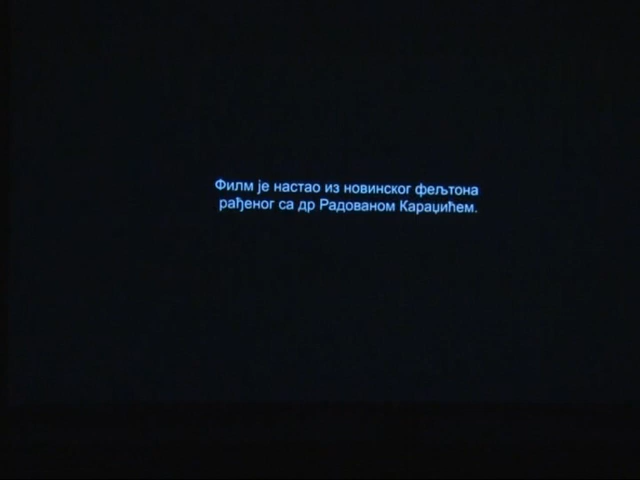 Филм је настао из новинског фељтона
рађеног са др Радованом Караџићем.